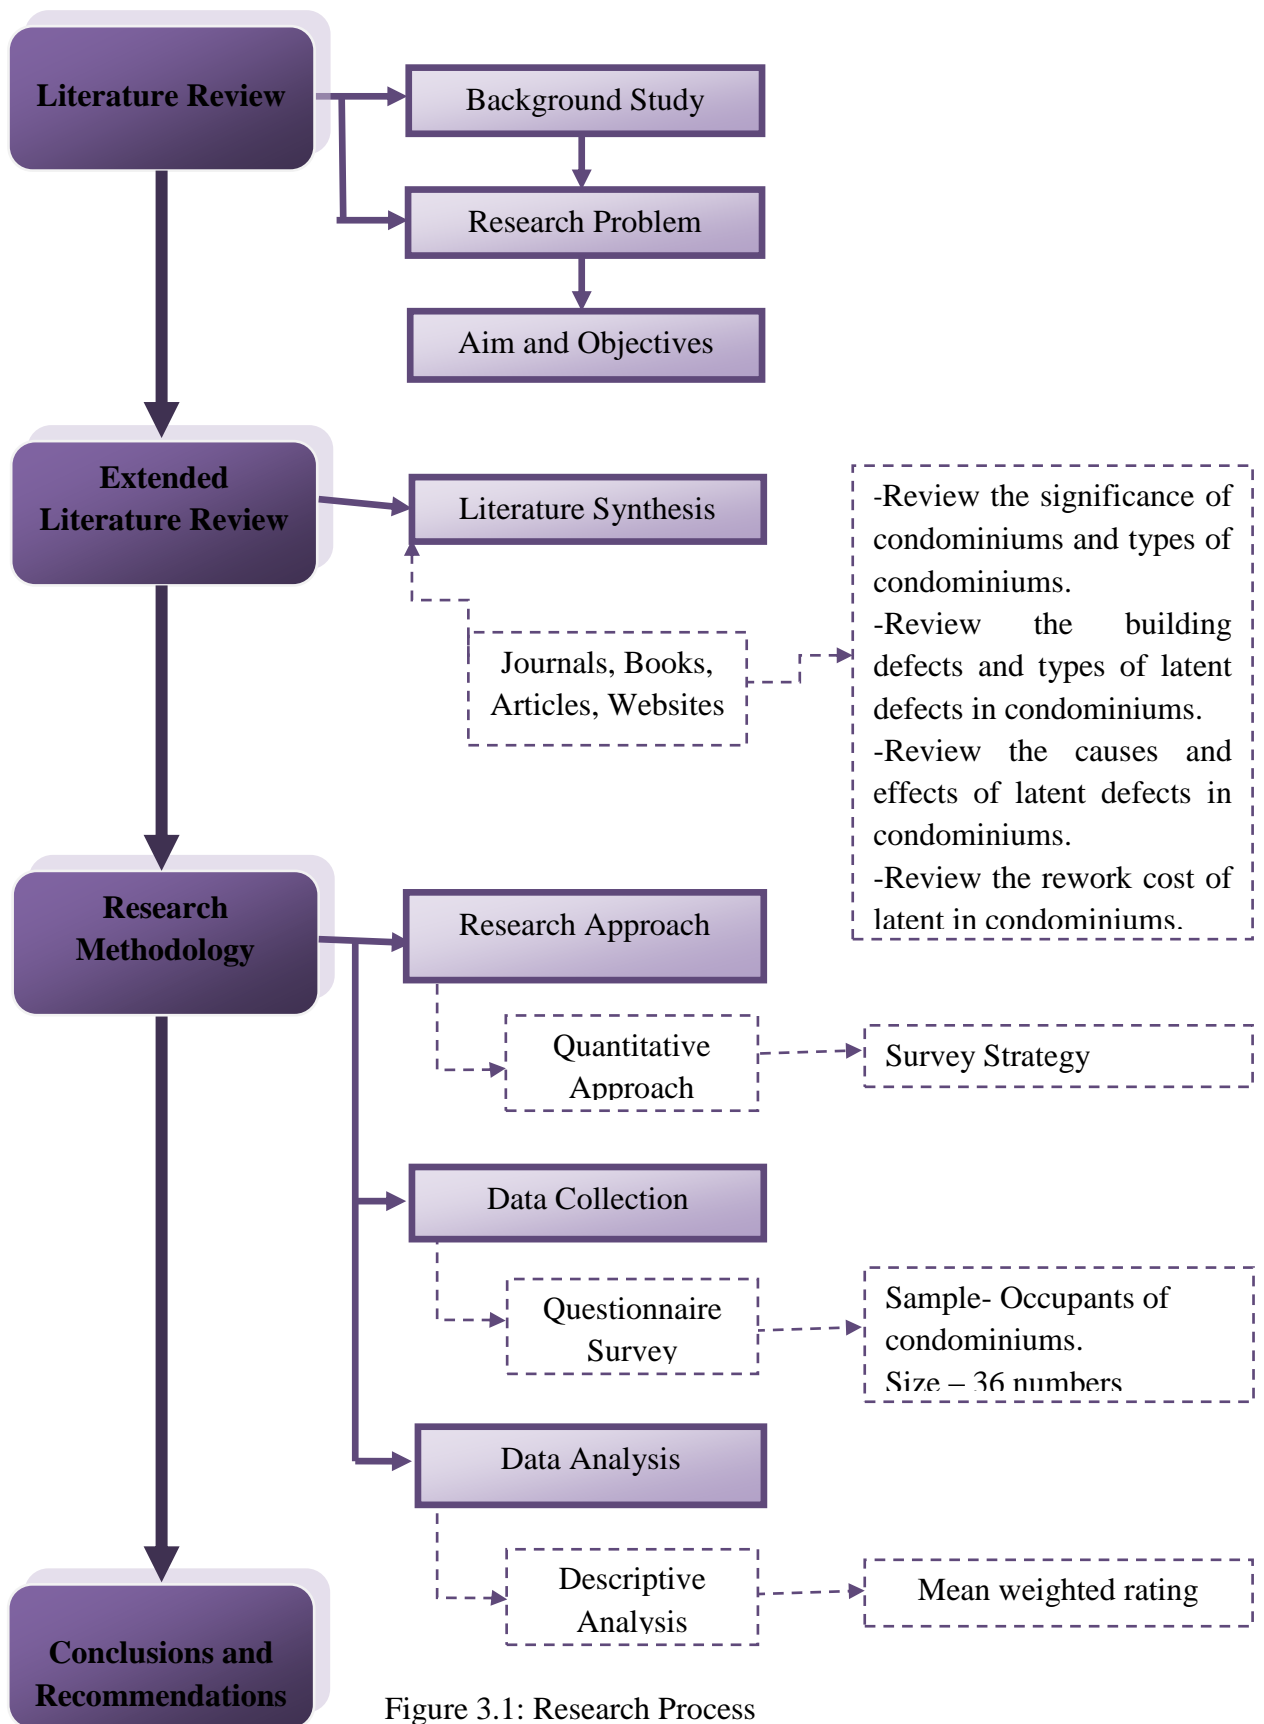 Literature Review
Background Study
Research Problem
Aim and Objectives
Extended
Literature Review
Literature Synthesis
Journals, Books,
Articles, Websites
-Review the significance of
condominiums and types of
condominiums.
-Review the building
defects and types of latent
defects in condominiums.
-Review the causes and
effects of latent defects in
condominiums.
-Review the rework cost of
latent in condominiums.
Research
Methodology
Research Approach
Quantitative
Approach
Survey Strategy
Data Collection
Questionnaire
Survey
Sample- Occupants of
condominiums.
Size – 36 numbers
Data Analysis
Descriptive
Analysis
Mean weighted rating
Conclusions and
Recommendations
Figure 3.1: Research Process